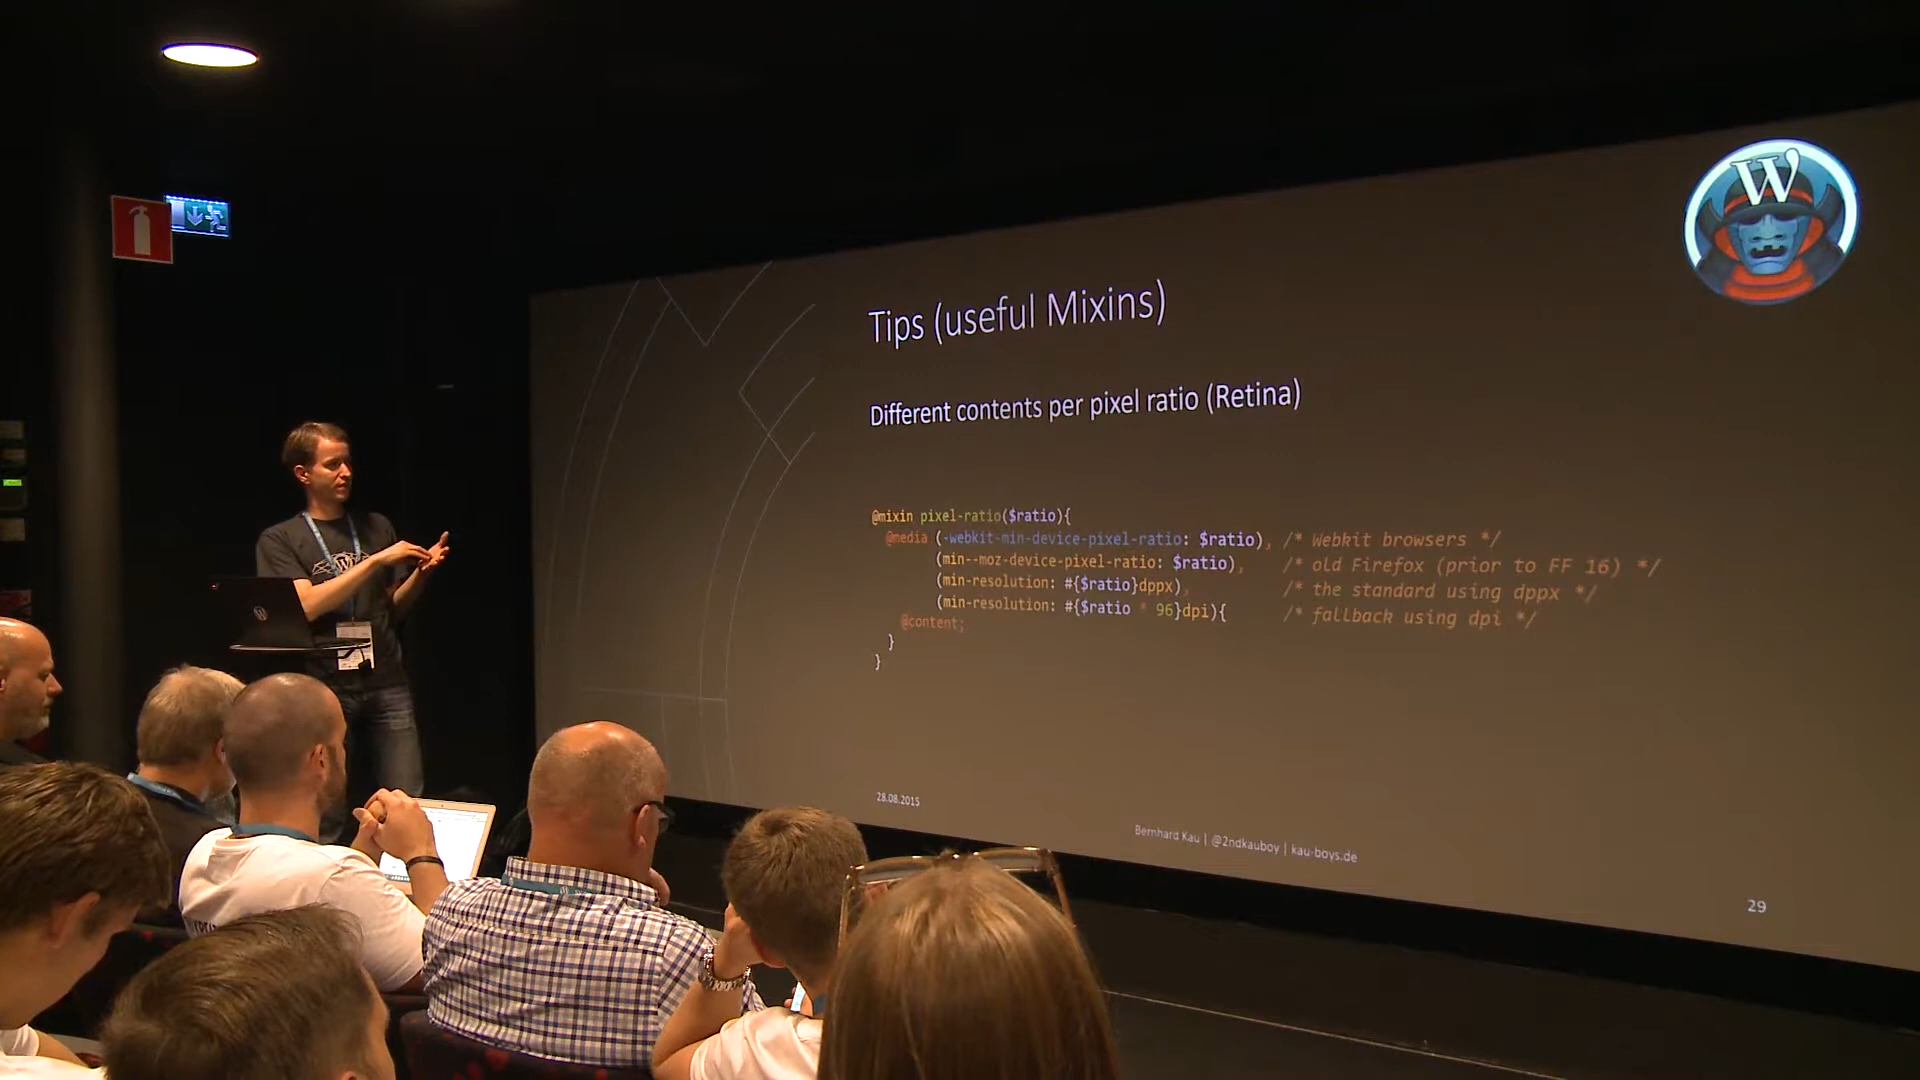 W
Tips (useful Mixins)
Different contents per pixel ratio (Retina)
@mixin pixel-ratio($ratio){
@media (-webkit-min-device-pixel-ratio: $ratio), /* Webkit browsers */
(min--moz-device-pixel-ratio: $ratio), /* old Firefox (prior to FF 16) */
(min-resolution: #{$ratio}dppx), /* the standard using dppx */
(min-resolution: #{$ratio * 96}dpi){ /* fallback using dpi */
@content;
}
}
28.08.2015
Bernhard Kau | @2ndkauboy | kau-boys.de
29